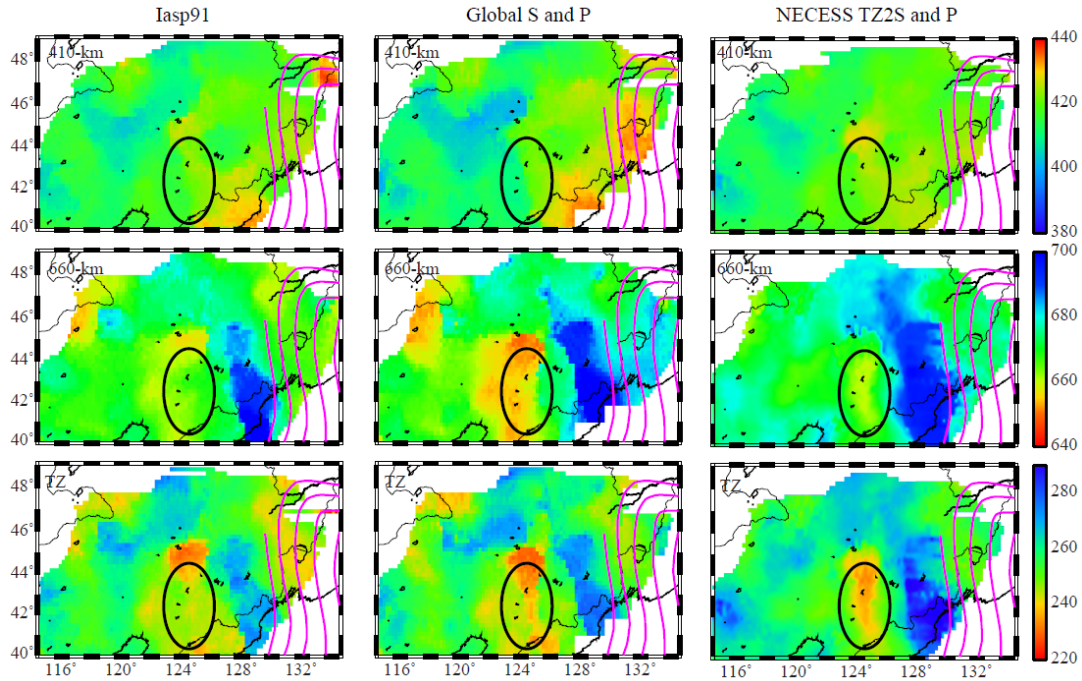 Iasp91 Global S and P NECESS TZ2S and P
410-km 410-km 410-km
48° 46° 44° 42° 40°
440 420 400 380
660-km 660-km 660-km
48° 46° 44° 42° 40°
700 680 660 640
TZ TZ TZ
48° 46° 44° 42° 40°
280 260 240 220
116° 120° 124° 128° 132° 116° 120° 124° 128° 132° 116° 120° 124° 128° 132°